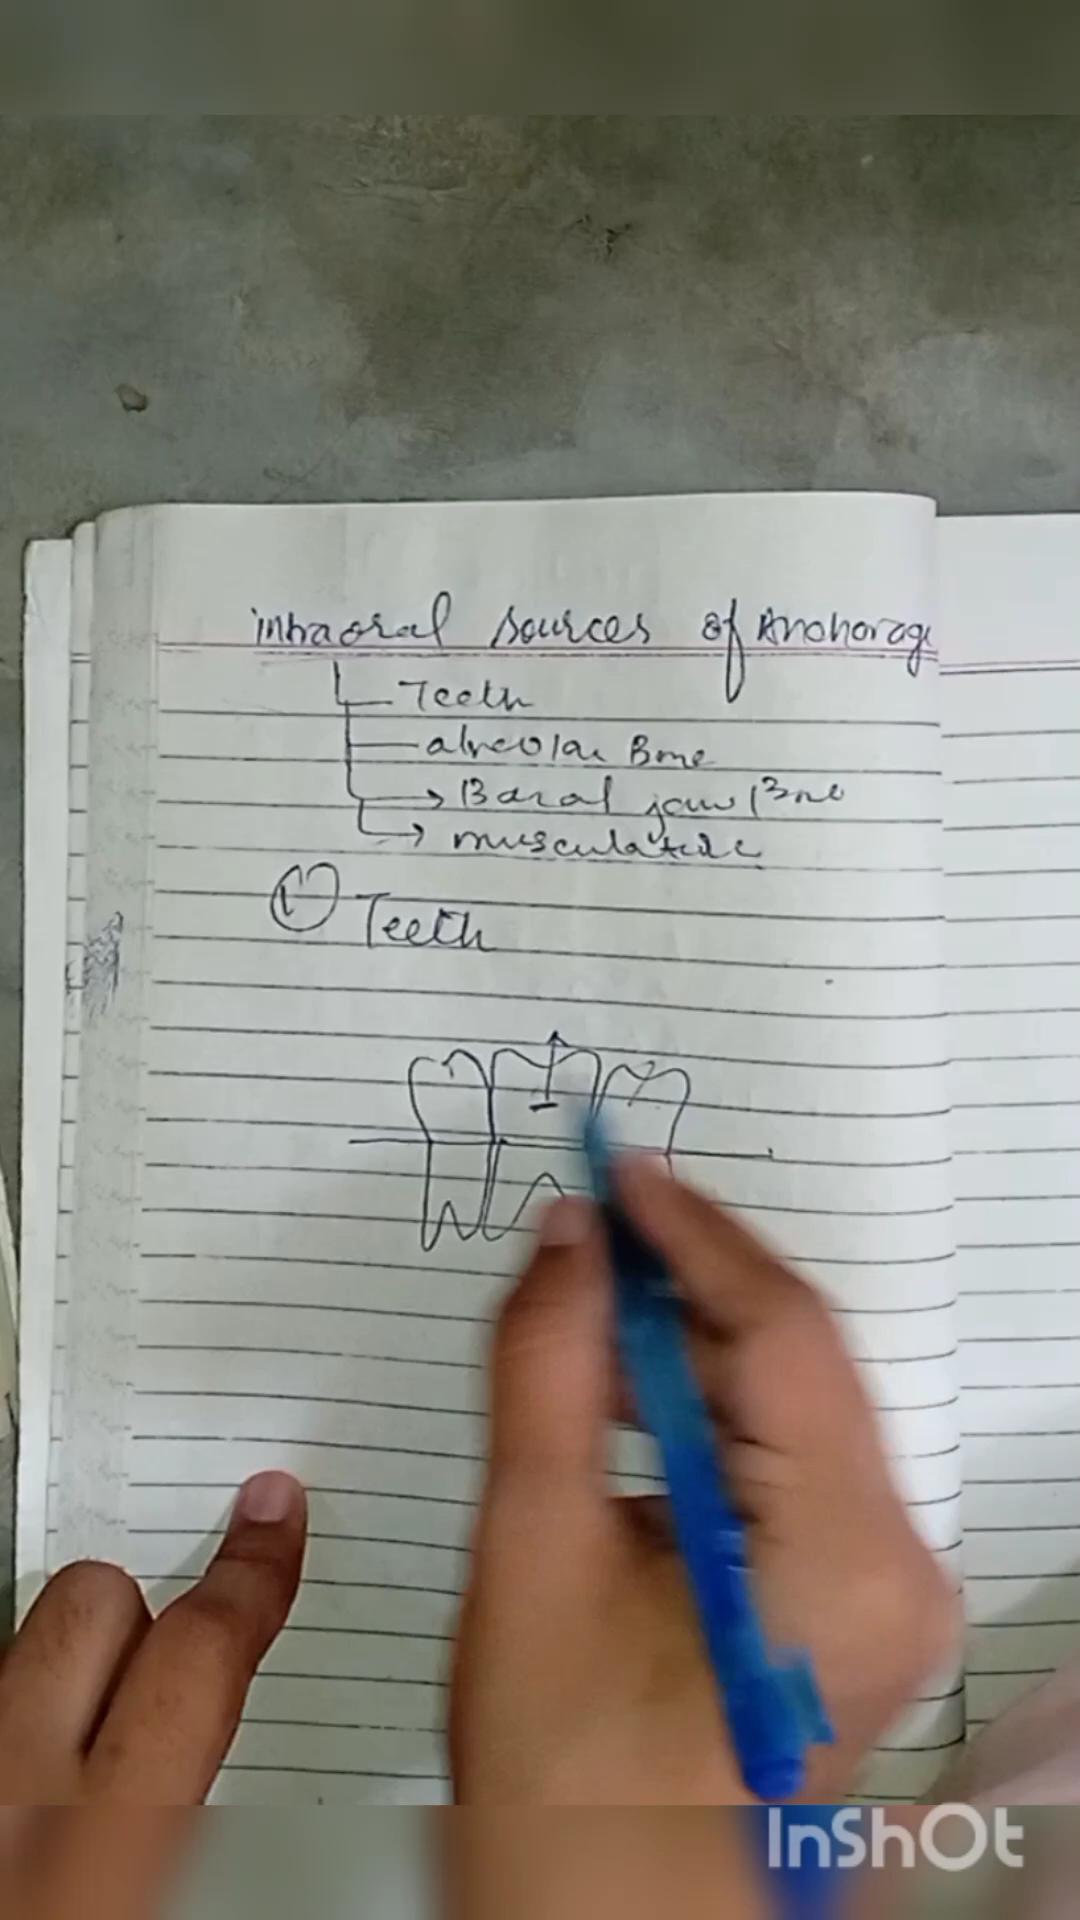 intraoral sources of Anchorage
Teeth
alveolar Bone
Basal jaw Bone
musculature
1 Teeth
InShOt